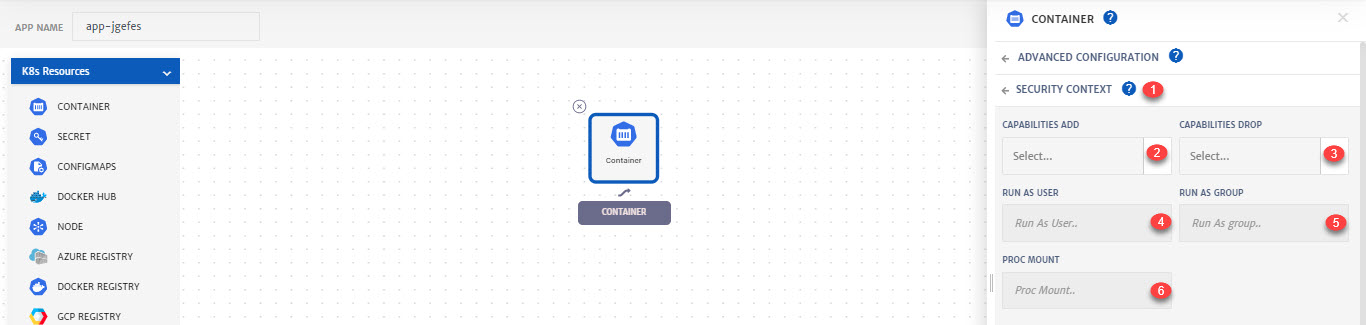 APP NAME
app-jgefes
K8s Resources
CONTAINER
SECRET
CONFIGMAPS
DOCKER HUB
NODE
AZURE REGISTRY
DOCKER REGISTRY
GCP REGISTRY
Container
CONTAINER
CONTAINER ?
ADVANCED CONFIGURATION ?
SECURITY CONTEXT ? 1
CAPABILITIES ADD CAPABILITIES DROP
Select... 2 Select... 3
RUN AS USER RUN AS GROUP
Run As User.. 4 Run As group.. 5
PROC MOUNT
Proc Mount.. 6